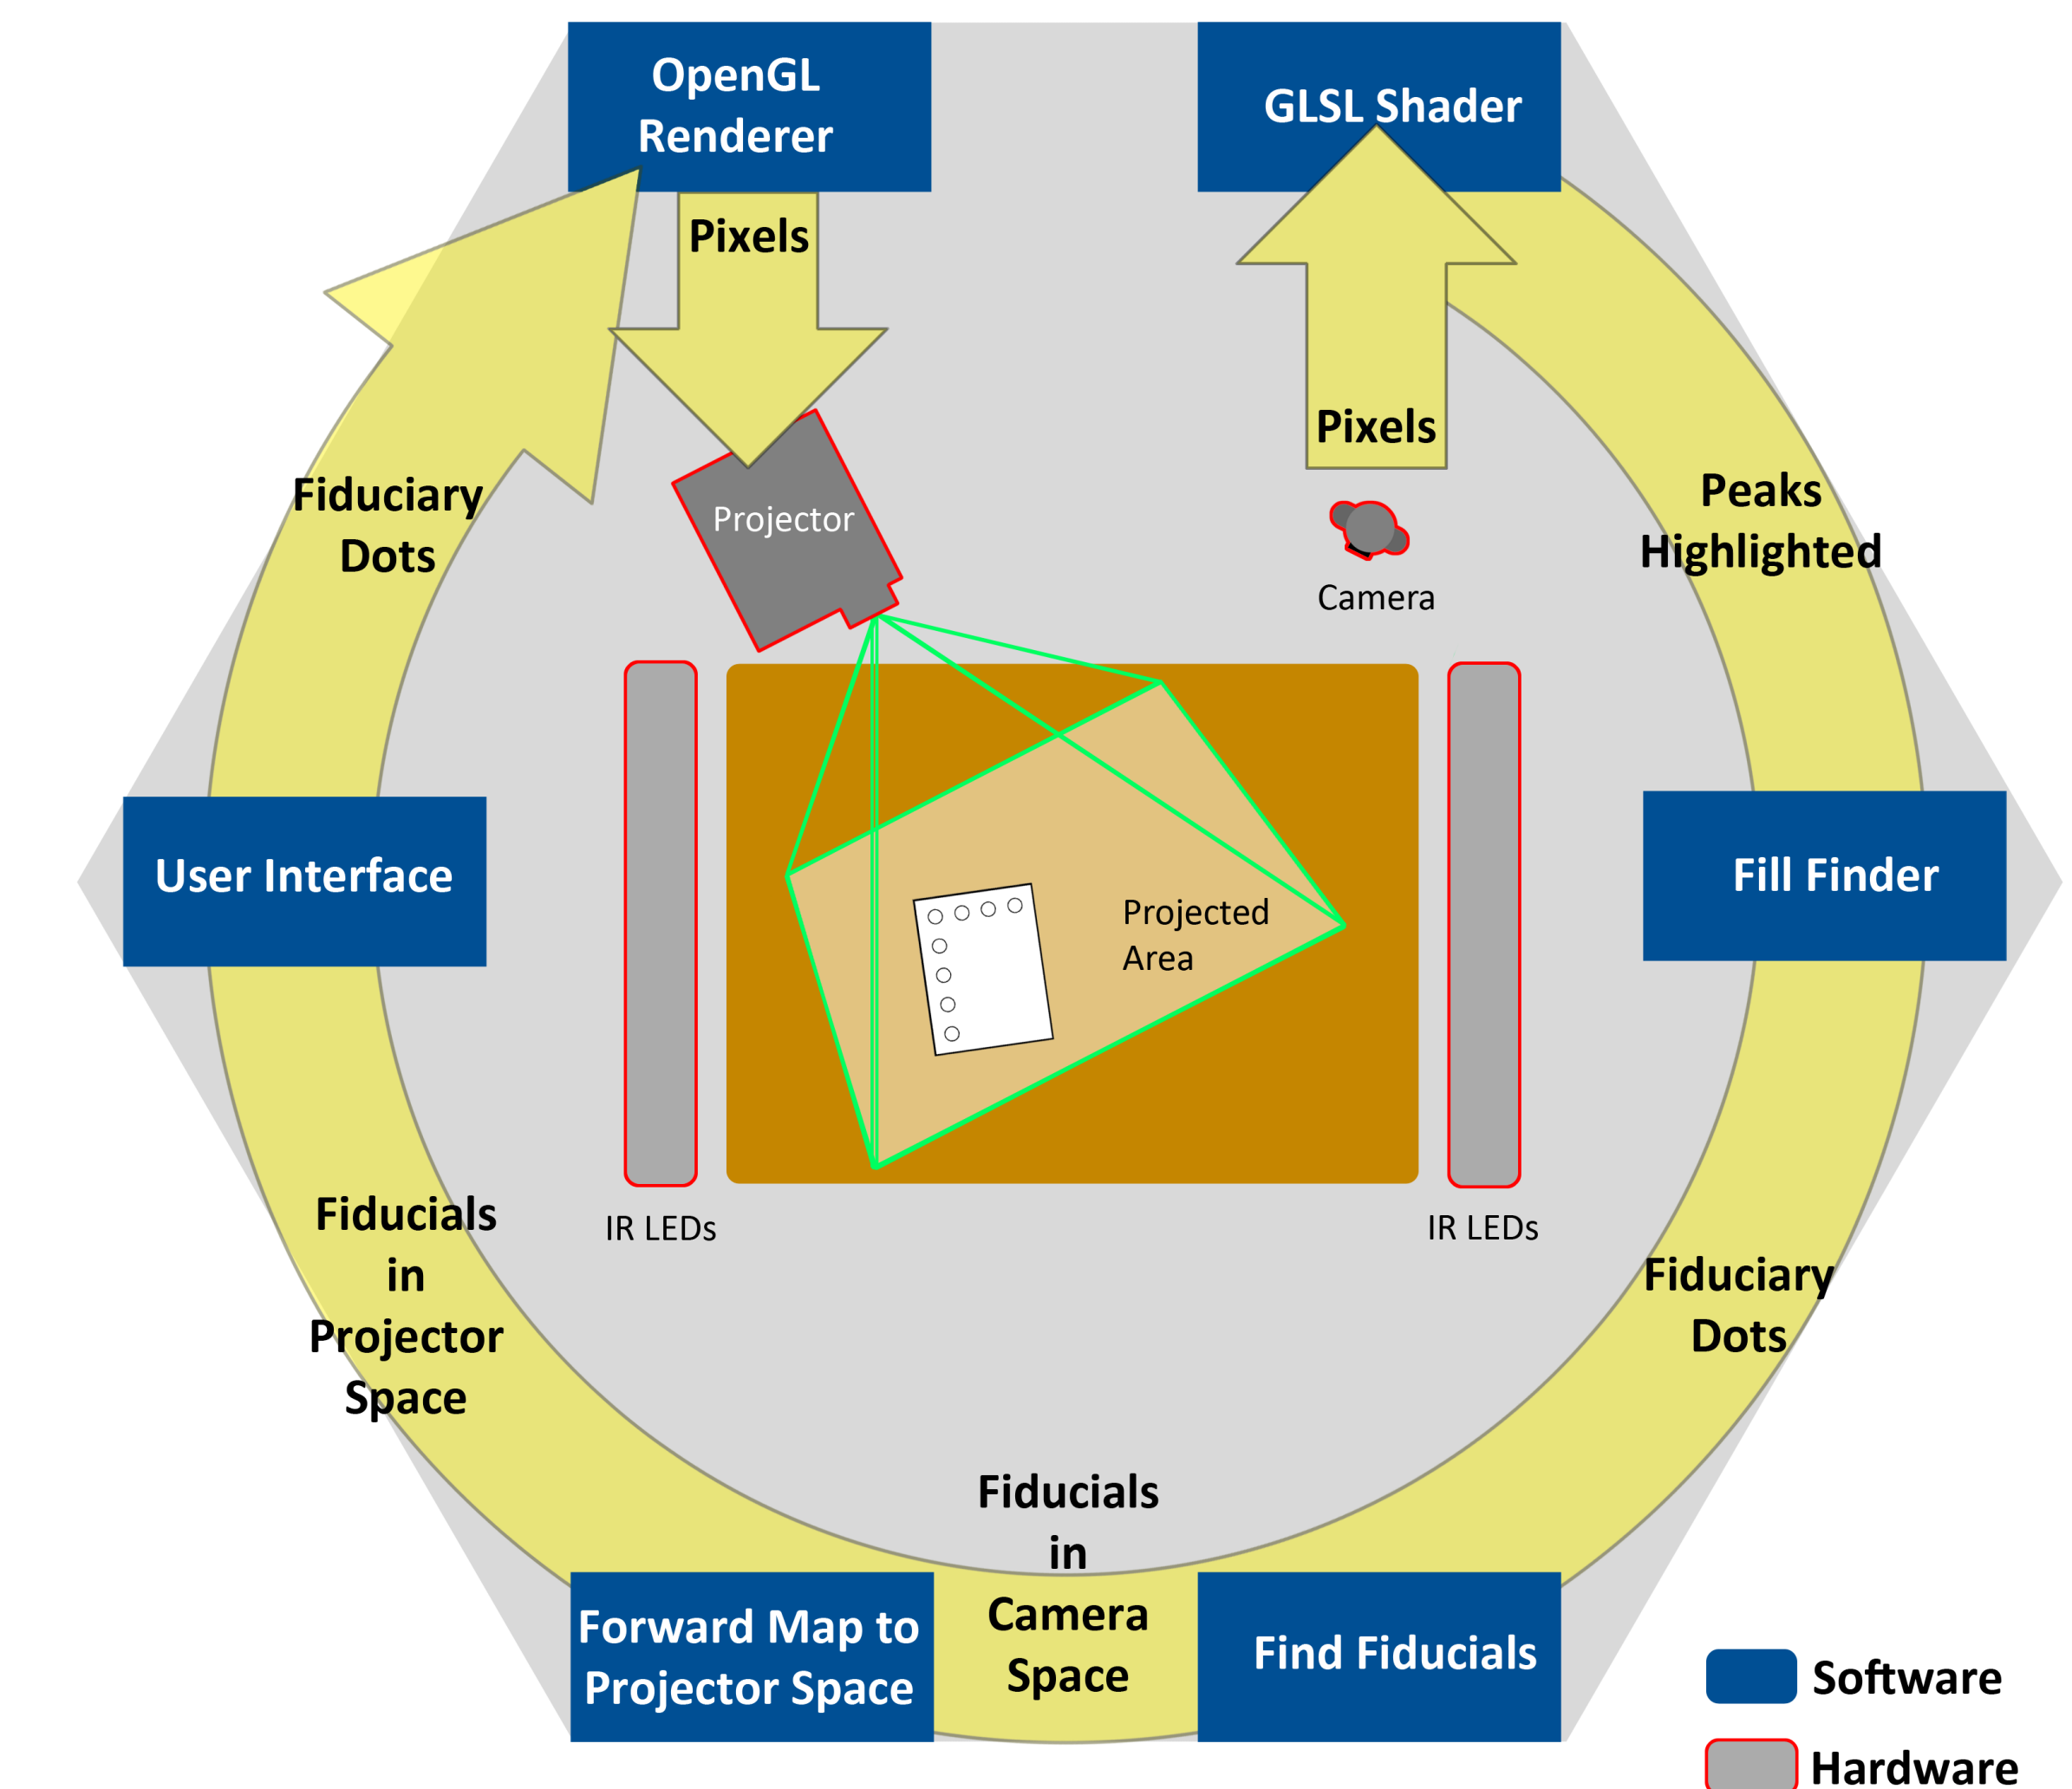 OpenGL
Renderer
GLSL Shader
Pixels
Pixels
Fiduciary
Dots
Projector
Peaks
Highlighted
Camera
User Interface
Fill Finder
Projected
Area
IR LEDs
IR LEDs
Fiducials
in
Projector
Space
Fiduciary
Dots
Fiducials
in
Camera
Space
Forward Map to
Projector Space
Find Fiducials
Software
Hardware